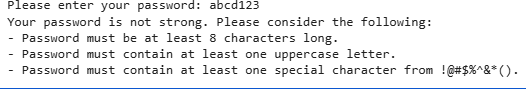 Please enter your password: abcd123
Your password is not strong. Please consider the following:
- Password must be at least 8 characters long.
- Password must contain at least one uppercase letter.
- Password must contain at least one special character from !@#$%^&*().